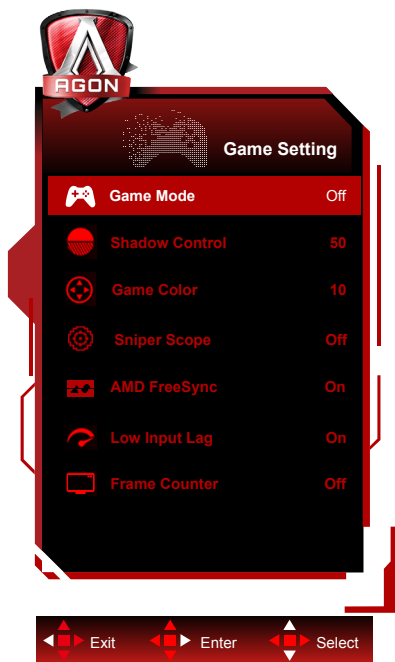 AGON
Game Setting
Game Mode Off
Shadow Control 50
Game Color 10
Sniper Scope Off
AMD FreeSync On
Low Input Lag On
Frame Counter Off
Exit Enter Select